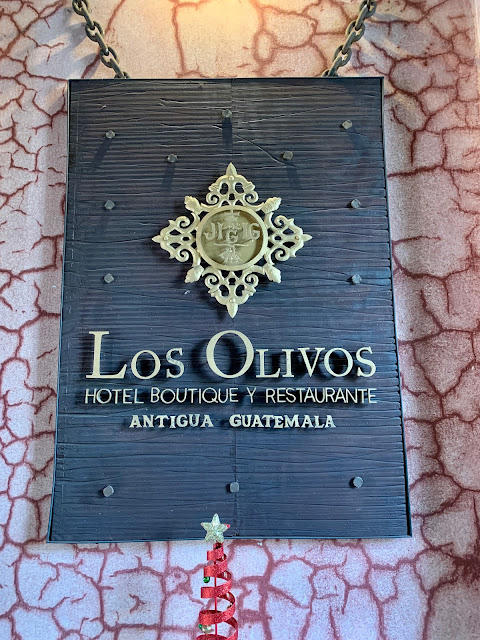 LOS OLIVOS
HOTEL BOUTIQUE Y RESTAURANTE
ANTIGUA GUATEMALA